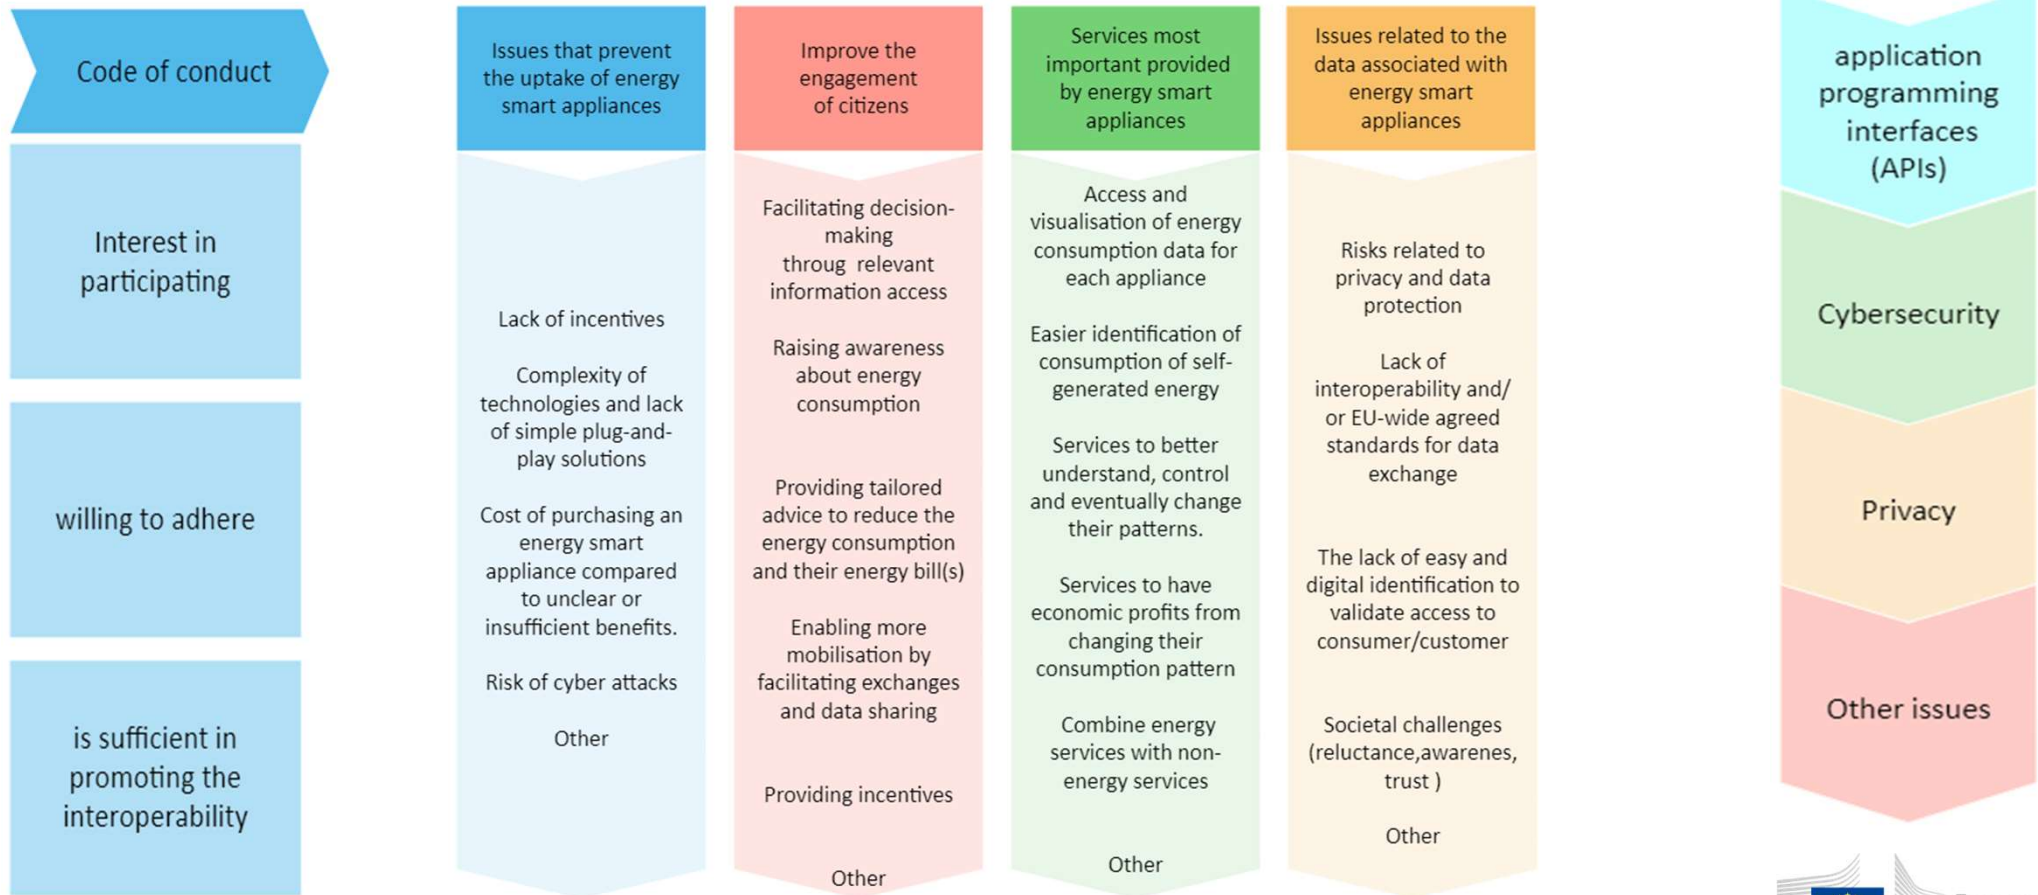 Code of conduct
Interest in
participating
willing to adhere
is sufficient in
promoting the
interoperability
Issues that prevent
the uptake of energy
smart appliances
Lack of incentives
Complexity of
technologies and lack
of simple plug-and-
play solutions
Cost of purchasing an
energy smart
appliance compared
to unclear or
insufficient benefits.
Risk of cyber attacks
Other
Improve the
engagement
of citizens
Facilitating decision-
making
throug relevant
information access
Raising awareness
about energy
consumption
Providing tailored
advice to reduce the
energy consumption
and their energy bill(s)
Enabling more
mobilisation by
facilitating exchanges
and data sharing
Providing incentives
Other
Services most
important provided
by energy smart
appliances
Access and
visualisation of energy
consumption data for
each appliance
Easier identification of
consumption of self-
generated energy
Services to better
understand, control
and eventually change
their patterns.
Services to have
economic profits from
changing their
consumption pattern
Combine energy
services with non-
energy services
Other
Issues related to the
data associated with
energy smart
appliances
Risks related to
privacy and data
protection
Lack of
interoperability and/
or EU-wide agreed
standards for data
exchange
The lack of easy and
digital identification to
validate access to
consumer/customer
Societal challenges
(reluctance,awarenes,
trust )
Other
application
programming
interfaces
(APIs)
Cybersecurity
Privacy
Other issues